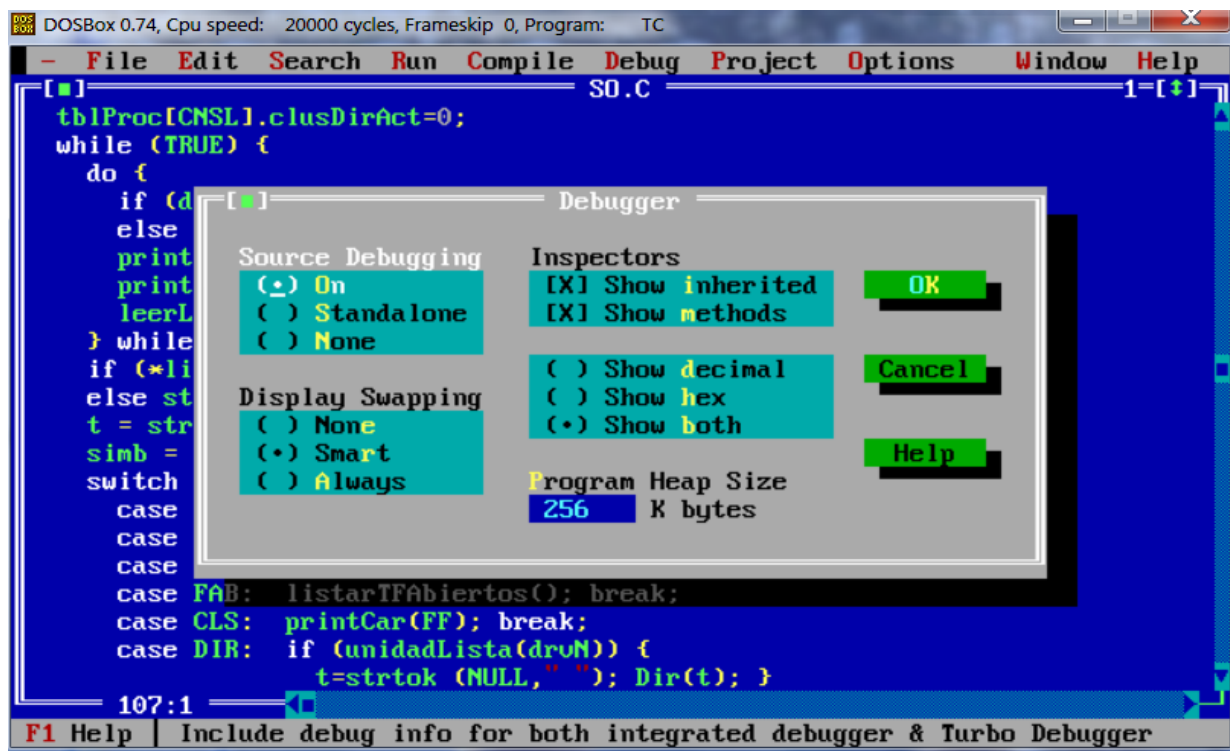 DOSBox 0.74, Cpu speed: 20000 cycles, Frameskip 0, Program: TC
- File Edit Search Run Compile Debug Project Options Window Help
[■] SO.C 1=[↕]
tblProc[CNSL].clusDirAct=0;
while (TRUE) {
do {
if (d
else
print
print
leerL
} while
if (*li
else st
t = str
simb =
switch
case
case
case
[■] Debugger
Source Debugging
(•) On
( ) Standalone
( ) None
Display Swapping
( ) None
(•) Smart
( ) Always
Inspectors
[X] Show inherited
[X] Show methods
( ) Show decimal
( ) Show hex
(•) Show both
Program Heap Size
256 K bytes
OK
Cancel
Help
case FAB: listarTFAbiertos(); break;
case CLS: printCar(FF); break;
case DIR: if (unidadLista(drvN)) {
t=strtok (NULL," "); Dir(t); }
107:1
F1 Help | Include debug info for both integrated debugger & Turbo Debugger